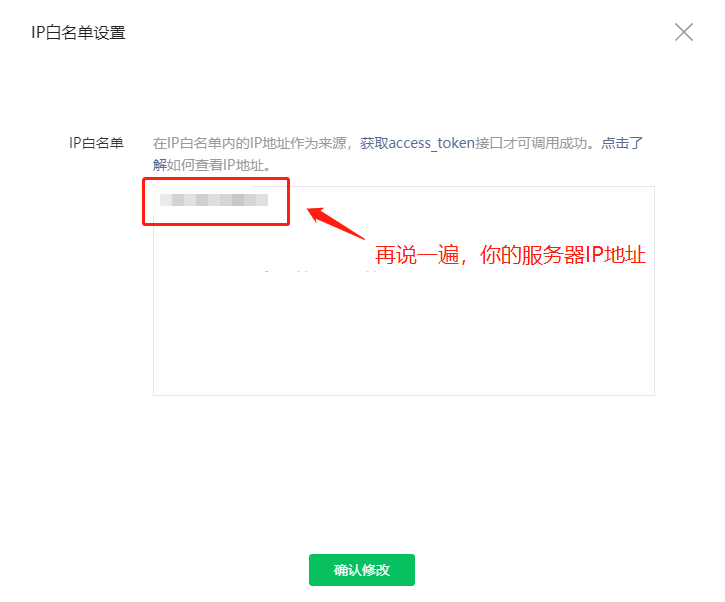 IP白名单设置
IP白名单
在IP白名单内的IP地址作为来源，获取access_token接口才可调用成功。点击了
解如何查看IP地址。
再说一遍，你的服务器IP地址
确认修改